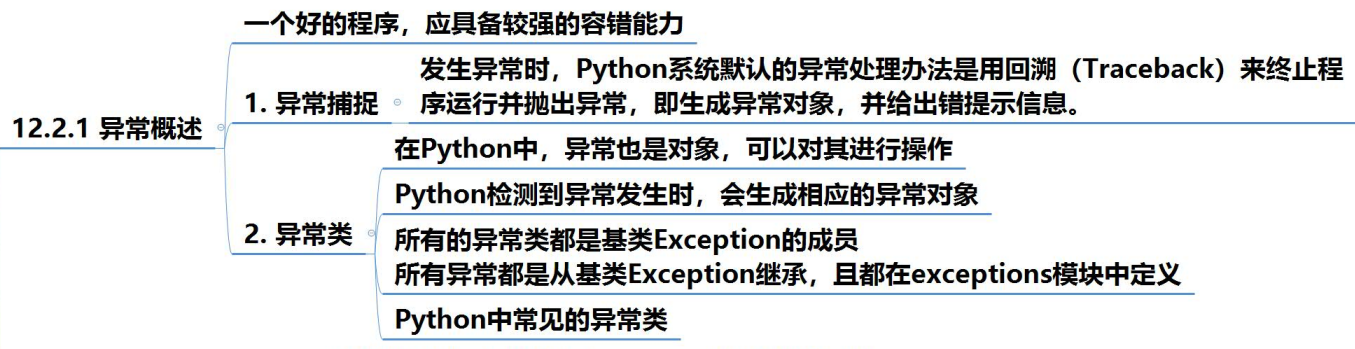 12.2.1 异常概述
一个好的程序，应具备较强的容错能力
1. 异常捕捉
发生异常时，Python系统默认的异常处理办法是用回溯（Traceback）来终止程
序运行并抛出异常，即生成异常对象，并给出错提示信息。
2. 异常类
在Python中，异常也是对象，可以对其进行操作
Python检测到异常发生时，会生成相应的异常对象
所有的异常类都是基类Exception的成员
所有异常都是从基类Exception继承，且都在exceptions模块中定义
Python中常见的异常类